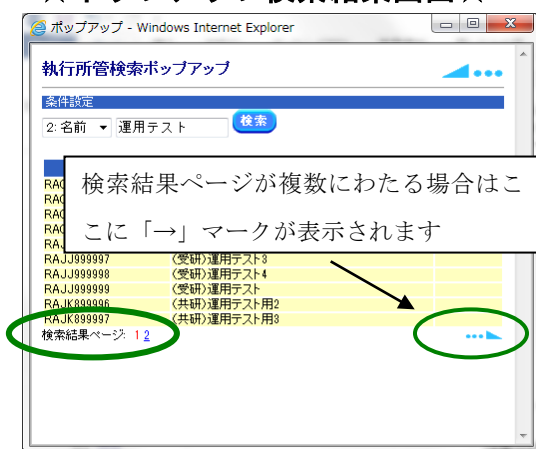 ポップアップ - Windows Internet Explorer
執行所管検索ポップアップ
条件設定
2:名前 運用テスト 検索
検索結果ページが複数にわたる場合はこ
こに「→」マークが表示されます
RAJJ999997 (受研)運用テスト3
RAJJ999998 (受研)運用テスト4
RAJJ999999 (受研)運用テスト
RAJK899996 (共研)運用テスト用2
RAJK899997 (共研)運用テスト用3
検索結果ページ: 1 2